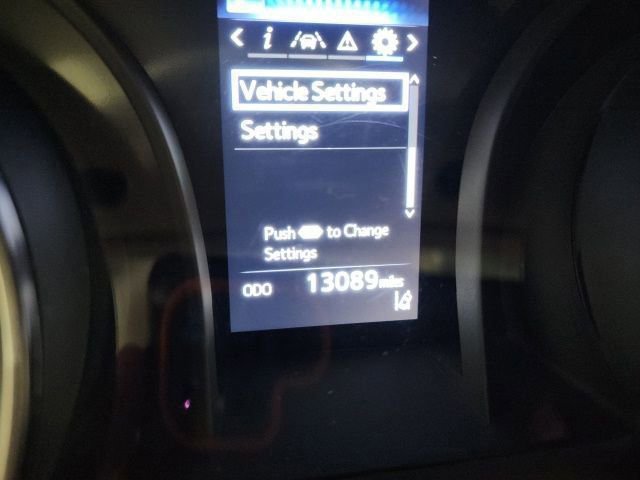 Vehicle Settings
Settings
Push to Change
Settings
ODO 13089 miles